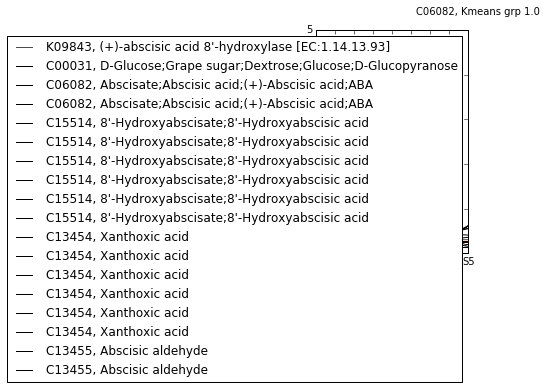 C06082, Kmeans grp 1.0
5
K09843, (+)-abscisic acid 8'-hydroxylase [EC:1.14.13.93]
C00031, D-Glucose;Grape sugar;Dextrose;Glucose;D-Glucopyranose
C06082, Abscisate;Abscisic acid;(+)-Abscisic acid;ABA
C06082, Abscisate;Abscisic acid;(+)-Abscisic acid;ABA
C15514, 8'-Hydroxyabscisate;8'-Hydroxyabscisic acid
C15514, 8'-Hydroxyabscisate;8'-Hydroxyabscisic acid
C15514, 8'-Hydroxyabscisate;8'-Hydroxyabscisic acid
C15514, 8'-Hydroxyabscisate;8'-Hydroxyabscisic acid
C15514, 8'-Hydroxyabscisate;8'-Hydroxyabscisic acid
C15514, 8'-Hydroxyabscisate;8'-Hydroxyabscisic acid
C13454, Xanthoxic acid
C13454, Xanthoxic acid
C13454, Xanthoxic acid
C13454, Xanthoxic acid
C13454, Xanthoxic acid
C13454, Xanthoxic acid
C13455, Abscisic aldehyde
C13455, Abscisic aldehyde
S5